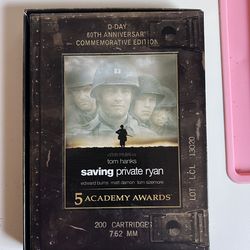 D-DAY
60TH ANNIVERSARY
COMMEMORATIVE EDITION
tom hanks
saving private ryan
edward burns matt damon tom sizemore
5 ACADEMY AWARDS
200 CARTRIDGES
7.62 MM
LOT LCL 13020